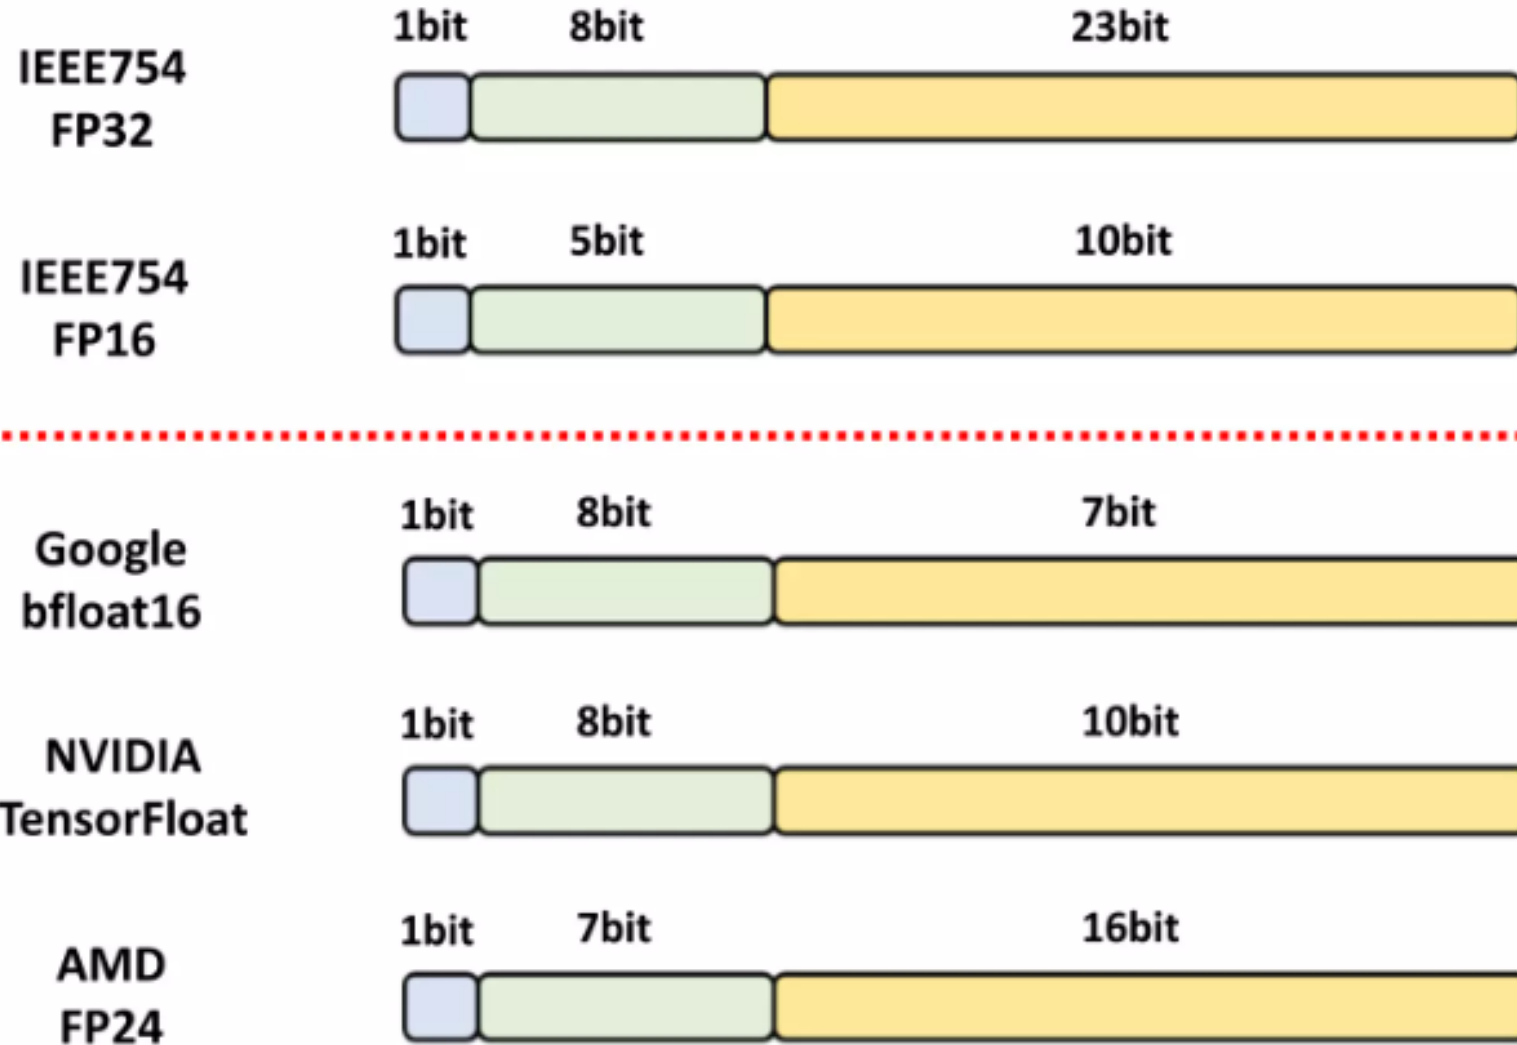 1bit 8bit 23bit
IEEE754
FP32
1bit 5bit 10bit
IEEE754
FP16
1bit 8bit 7bit
Google
bfloat16
1bit 8bit 10bit
NVIDIA
TensorFloat
1bit 7bit 16bit
AMD
FP24